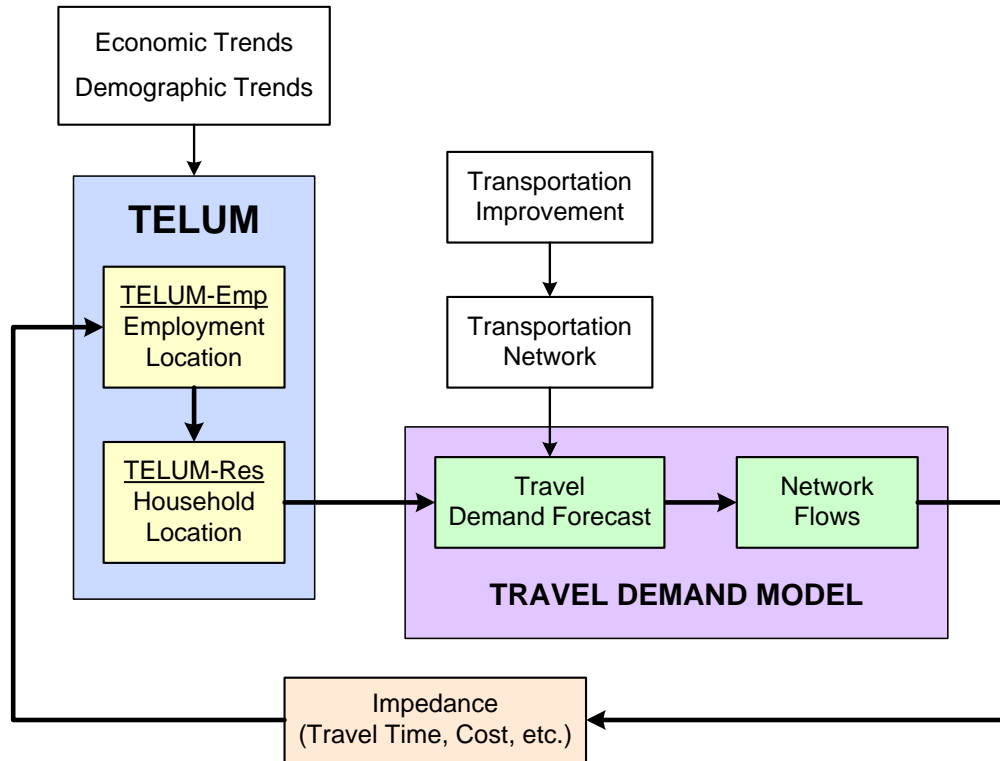 Economic Trends
Demographic Trends
TELUM
TELUM-Emp
Employment
Location
TELUM-Res
Household
Location
Transportation
Improvement
Transportation
Network
Travel
Demand Forecast
Network
Flows
TRAVEL DEMAND MODEL
Impedance
(Travel Time, Cost, etc.)